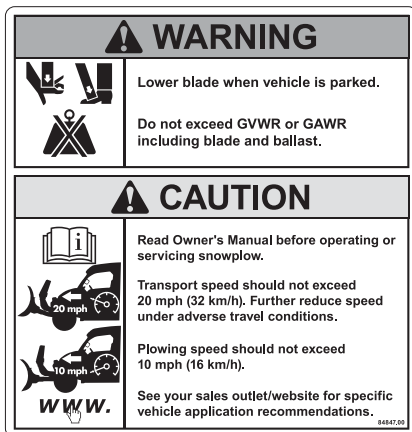 WARNING
Lower blade when vehicle is parked.
Do not exceed GVWR or GAWR
including blade and ballast.
CAUTION
i
Read Owner's Manual before operating or
servicing snowplow.
20 mph
Transport speed should not exceed
20 mph (32 km/h). Further reduce speed
under adverse travel conditions.
10 mph
Plowing speed should not exceed
10 mph (16 km/h).
www.
See your sales outlet/website for specific
vehicle application recommendations.
84847.00